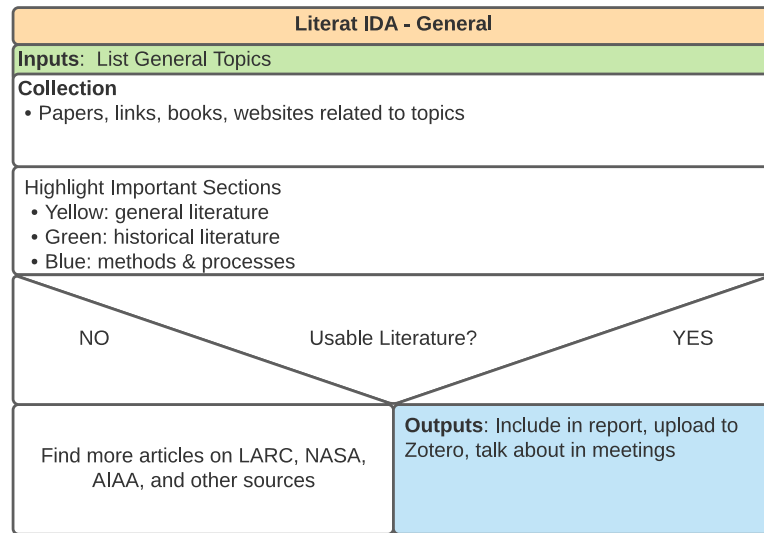 Literat IDA - General
Inputs:  List General Topics
Collection
• Papers, links, books, websites related to topics
Highlight Important Sections
• Yellow: general literature
• Green: historical literature
• Blue: methods & processes
NO
Usable Literature?
YES
Find more articles on LARC, NASA,
AIAA, and other sources
Outputs: Include in report, upload to
Zotero, talk about in meetings